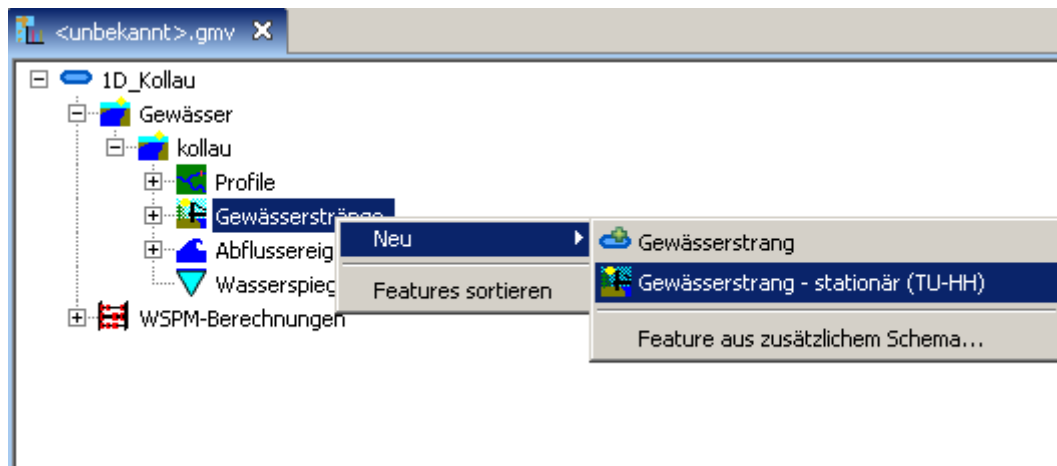 <unbekannt>.gmv
1D_Kollau
Gewässer
kollau
Profile
Gewässerstränge
Neu
Gewässerstrang
Abflussereig
Gewässerstrang - stationär (TU-HH)
Wasserspieg
Features sortieren
WSPM-Berechnungen
Feature aus zusätzlichem Schema...